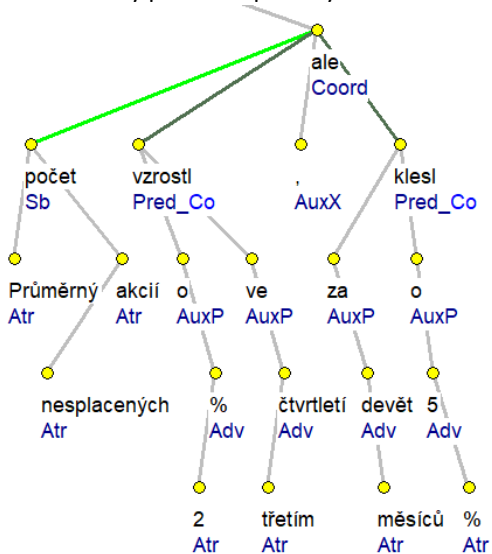 ale
Coord
počet vzrostl , klesl
Sb Pred_Co AuxX Pred_Co
Průměrný akcií o ve za o
Atr Atr AuxP AuxP AuxP AuxP
nesplacených % čtvrtletí devět 5
Atr Adv Adv Adv Adv
2 třetím měsíců %
Atr Atr Atr Atr